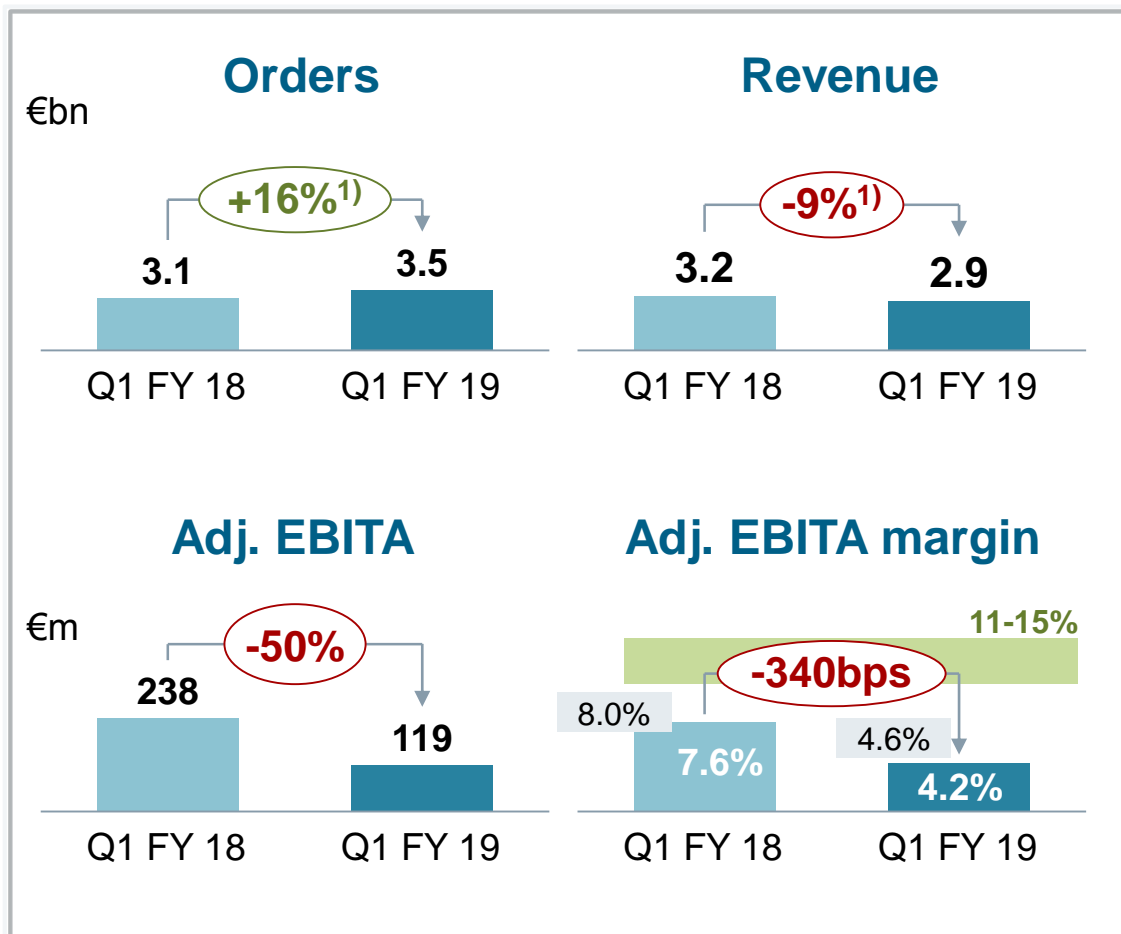 Orders
€bn
+16%1)
3.1
3.5
Q1 FY 18
Q1 FY 19
Revenue
-9%1)
3.2
2.9
Q1 FY 18
Q1 FY 19
Adj. EBITA
€m
-50%
238
119
Q1 FY 18
Q1 FY 19
Adj. EBITA margin
11-15%
-340bps
8.0%
4.6%
7.6%
4.2%
Q1 FY 18
Q1 FY 19